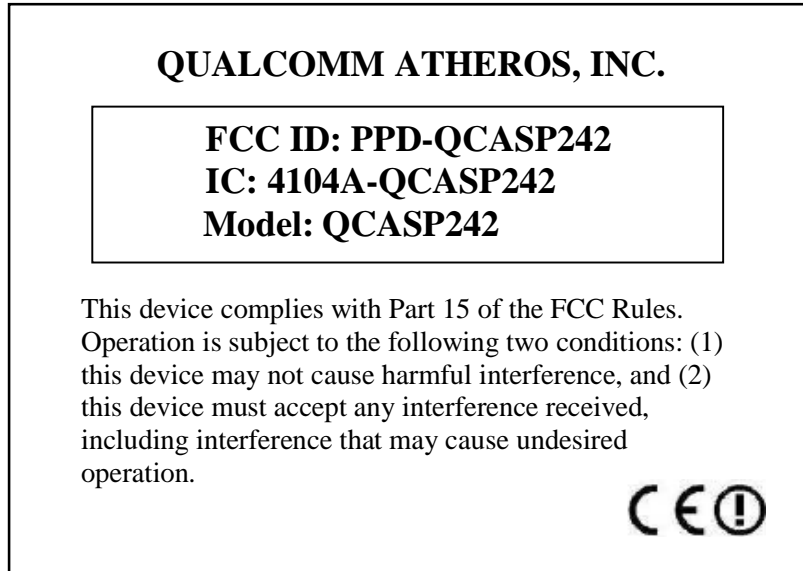 QUALCOMM ATHEROS, INC.
FCC ID: PPD-QCASP242
IC: 4104A-QCASP242
Model: QCASP242
This device complies with Part 15 of the FCC Rules.
Operation is subject to the following two conditions: (1)
this device may not cause harmful interference, and (2)
this device must accept any interference received,
including interference that may cause undesired
operation.
CE!